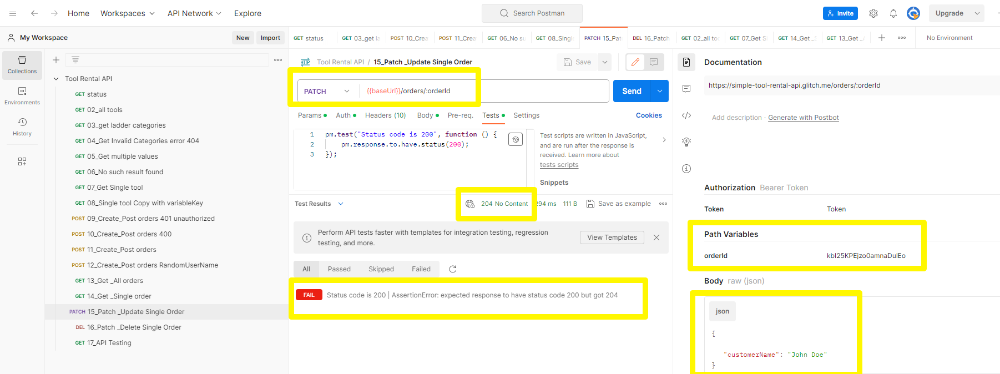 Home Workspaces API Network Explore Search Postman Invite Upgrade
My Workspace New Import
GET status GET 03_get la POST 10_Crea POST 11_Crea GET 06_No su GET 08_Single PATCH 15_Pat DEL 16_Patch GET 02_all too GET 07_Get Si GET 14_Get _S GET 13_Get _A No Environment
Collections
Environments
History
Tool Rental API
GET status
GET 02_all tools
GET 03_get ladder categories
GET 04_Get Invalid Categories error 404
GET 05_Get multiple values
GET 06_No such result found
GET 07_Get Single tool
GET 08_Single tool Copy with variableKey
POST 09_Create_Post orders 401 unauthorized
POST 10_Create_Post orders 400
POST 11_Create_Post orders
POST 12_Create_Post orders RandomUserName
GET 13_Get _All orders
GET 14_Get _Single order
PATCH 15_Patch _Update Single Order
DEL 16_Patch _Delete Single Order
GET 17_API Testing
HTTP Tool Rental API / 15_Patch _Update Single Order Save
PATCH {{baseUrl}}/orders/:orderId Send
Params Auth Headers (10) Body Pre-req. Tests Settings Cookies
1 pm.test("Status code is 200", function () {
2 pm.response.to.have.status(200);
3 });
Test scripts are written in JavaScript,
and are run after the response is
received. Learn more about
tests scripts
Snippets
Test Results 204 No Content 294 ms 111 B Save as example
Perform API tests faster with templates for integration testing, regression
testing, and more.
View Templates
All Passed Skipped Failed
FAIL Status code is 200 | AssertionError: expected response to have status code 200 but got 204
Documentation
https://simple-tool-rental-api.glitch.me/orders/:orderId
Add description · Generate with Postbot
Authorization Bearer Token
Token Token
Path Variables
orderId kbI25KPEjzo0amnaDulEo
Body raw (json)
json
{
"customerName": "John Doe"
}